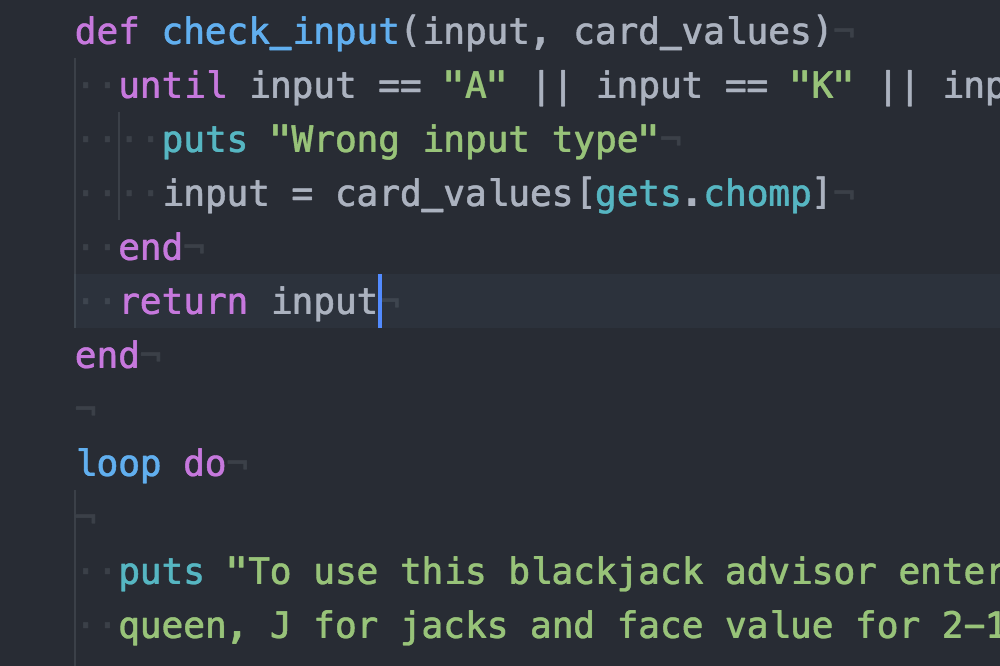 def check_input(input, card_values)
until input == "A" || input == "K" || inp
puts "Wrong input type"
input = card_values[gets.chomp]
end
return input
end
loop do
puts "To use this blackjack advisor enter
queen, J for jacks and face value for 2-1